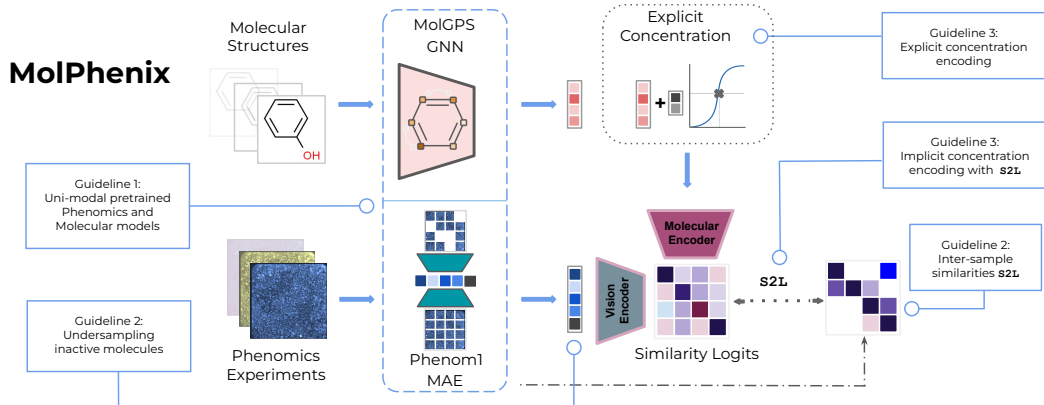 MolPhenix
Molecular
Structures
OH
MolGPS
GNN
Explicit
Concentration
+
Guideline 3:
Explicit concentration
encoding
Guideline 3:
Implicit concentration
encoding with S2L
Guideline 1:
Uni-modal pretrained
Phenomics and
Molecular models
Molecular
Encoder
Vision
Encoder
S2L
Guideline 2:
Inter-sample
similarities S2L
Guideline 2:
Undersampling
inactive molecules
Phenomics
Experiments
Phenom1
MAE
Similarity Logits